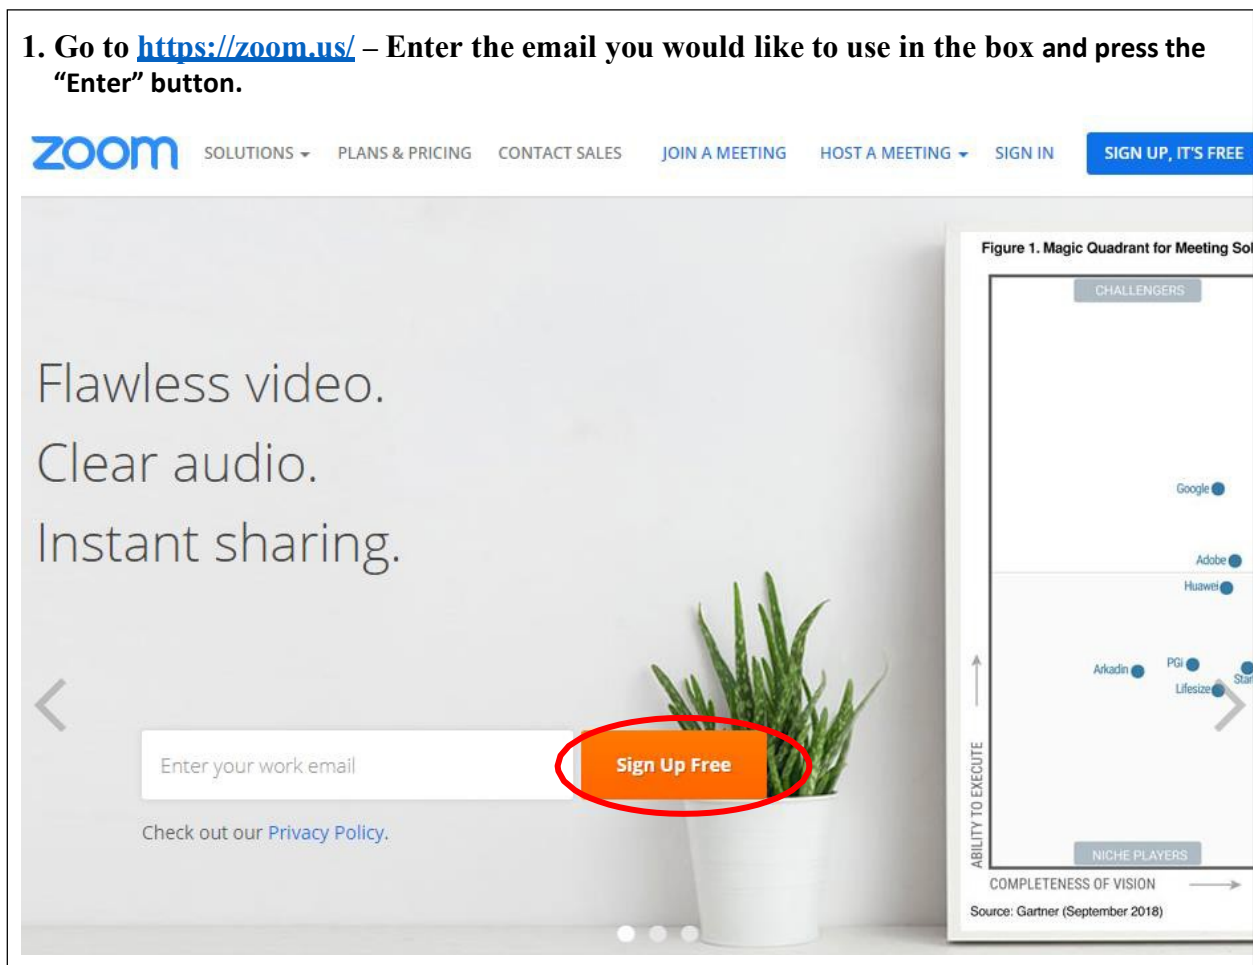 1. Go to https://zoom.us/ – Enter the email you would like to use in the box and press the
“Enter” button.
zoom SOLUTIONS PLANS & PRICING CONTACT SALES JOIN A MEETING HOST A MEETING SIGN IN SIGN UP, IT'S FREE
Figure 1. Magic Quadrant for Meeting Sol
CHALLENGERS
Flawless video.
Clear audio.
Instant sharing.
Google
Adobe
Huawei
Arkadin
PGi
Star
Lifesize
Enter your work email
Sign Up Free
Check out our Privacy Policy.
ABILITY TO EXECUTE
NICHE PLAYERS
COMPLETENESS OF VISION
Source: Gartner (September 2018)